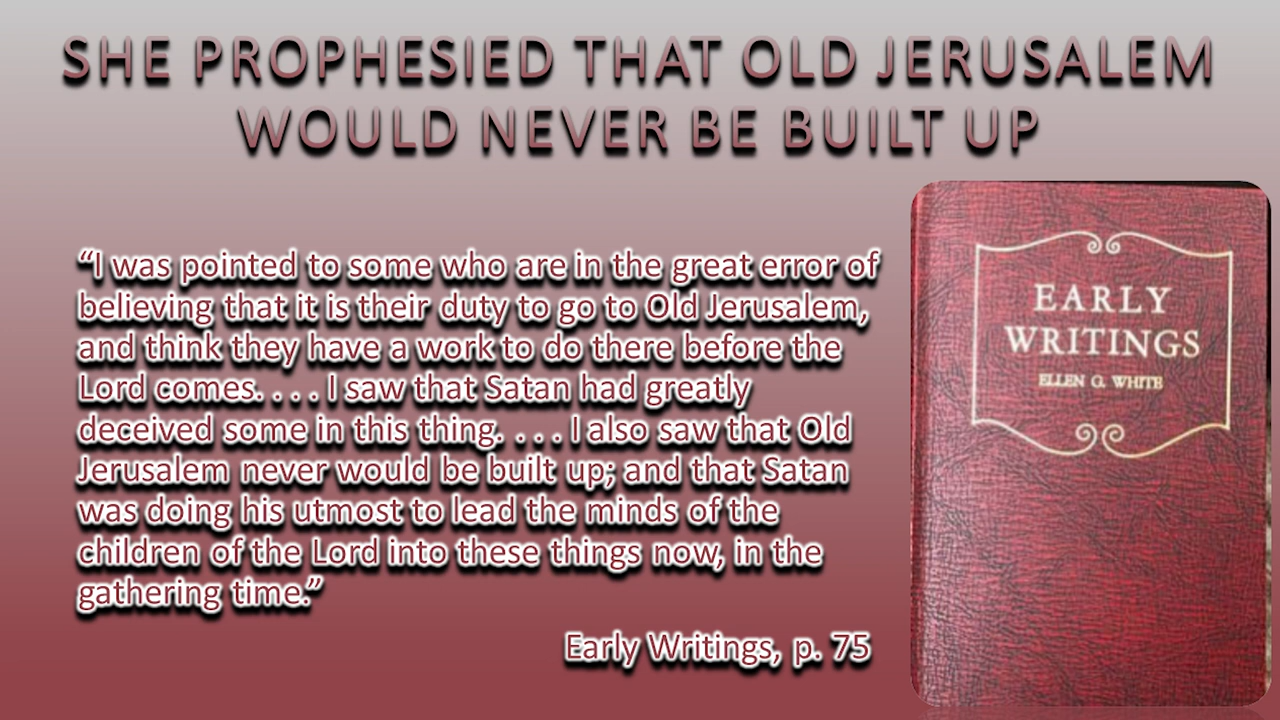 SHE PROPHESIED THAT OLD JERUSALEM
WOULD NEVER BE BUILT UP
“I was pointed to some who are in the great error of
believing that it is their duty to go to Old Jerusalem,
and think they have a work to do there before the
Lord comes. . . . I saw that Satan had greatly
deceived some in this thing. . . . I also saw that Old
Jerusalem never would be built up; and that Satan
was doing his utmost to lead the minds of the
children of the Lord into these things now, in the
gathering time.”
Early Writings, p. 75
EARLY
WRITINGS
ELLEN G. WHITE